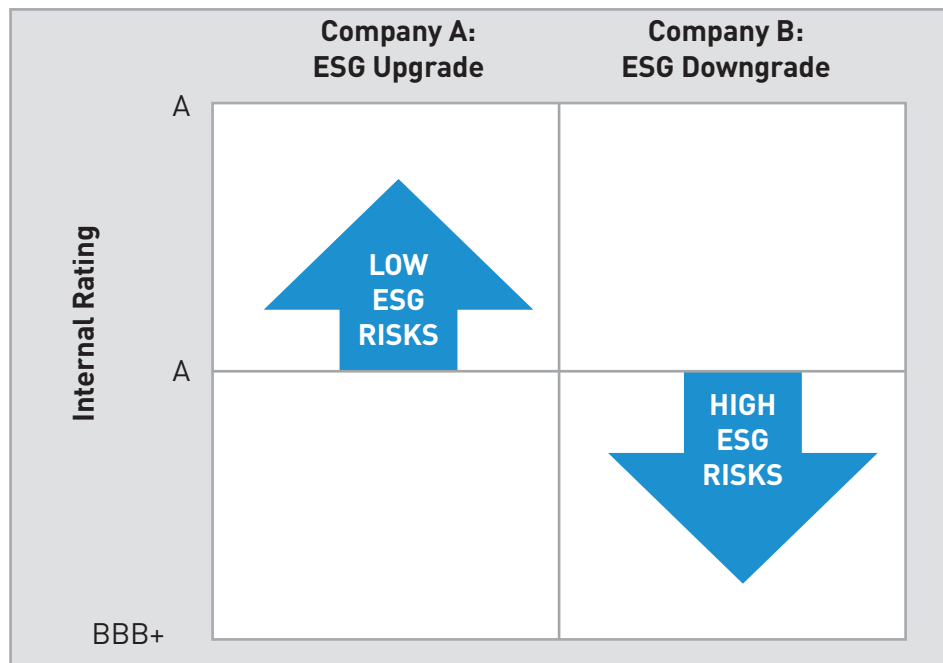 Company A:
ESG Upgrade
Company B:
ESG Downgrade
A
Internal Rating
LOW
ESG
RISKS
A
HIGH
ESG
RISKS
BBB+